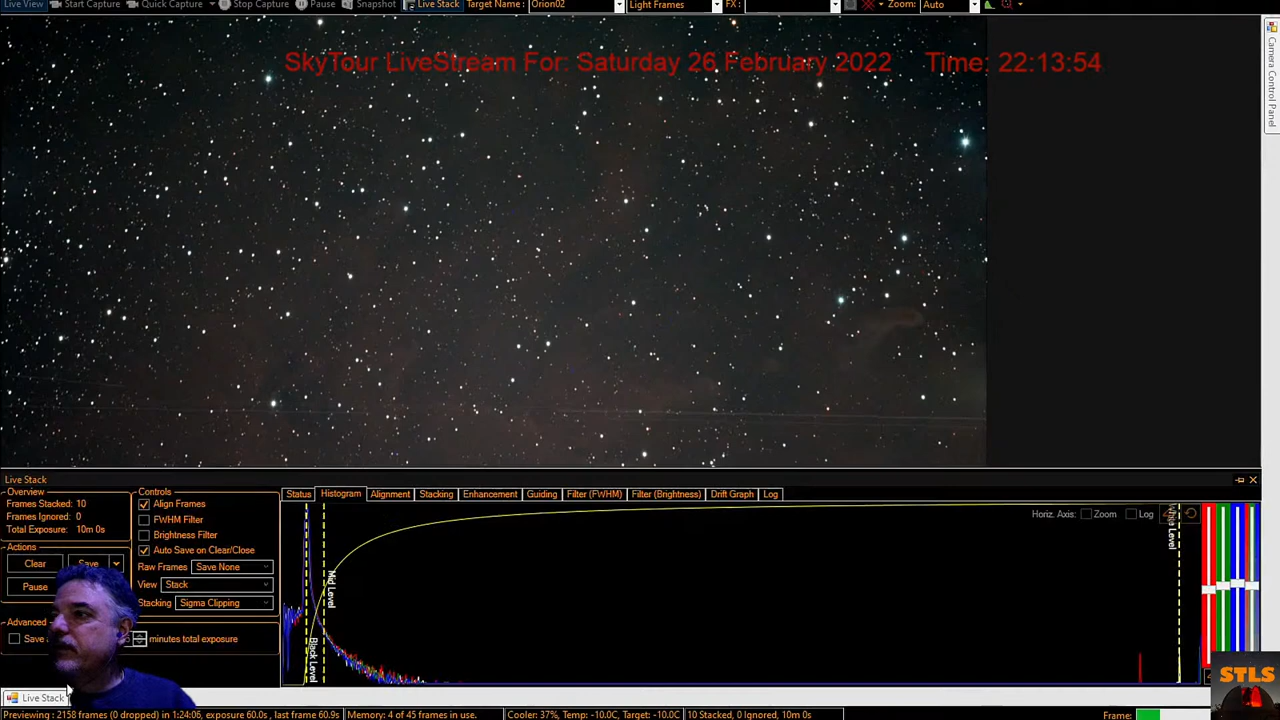 Live View Start Capture Quick Capture Stop Capture Pause Snapshot Live Stack Target Name : Orion02 Light Frames FX : Zoom: Auto
SkyTour LiveStream For: Saturday 26 February 2022 Time: 22:13:54
Camera Control Panel
Live Stack
Overview
Frames Stacked: 10
Frames Ignored: 0
Total Exposure: 10m 0s
Actions
Clear Save
Pause
Advanced
Save
minutes total exposure
Controls
Align Frames
FWHM Filter
Brightness Filter
Auto Save on Clear/Close
Raw Frames Save None
View Stack
Stacking Sigma Clipping
Status Histogram Alignment Stacking Enhancement Guiding Filter (FWHM) Filter (Brightness) Drift Graph Log
Horiz. Axis: Zoom Log
Black Level
Mid Level
White Level
STLS
Live Stack
Previewing : 2158 frames (0 dropped) in 1:24:06, exposure 60.0s , last frame 60.9s Memory: 4 of 45 frames in use. Cooler: 37%, Temp: -10.0C, Target: -10.0C 10 Stacked, 0 Ignored, 10m 0s Frame: